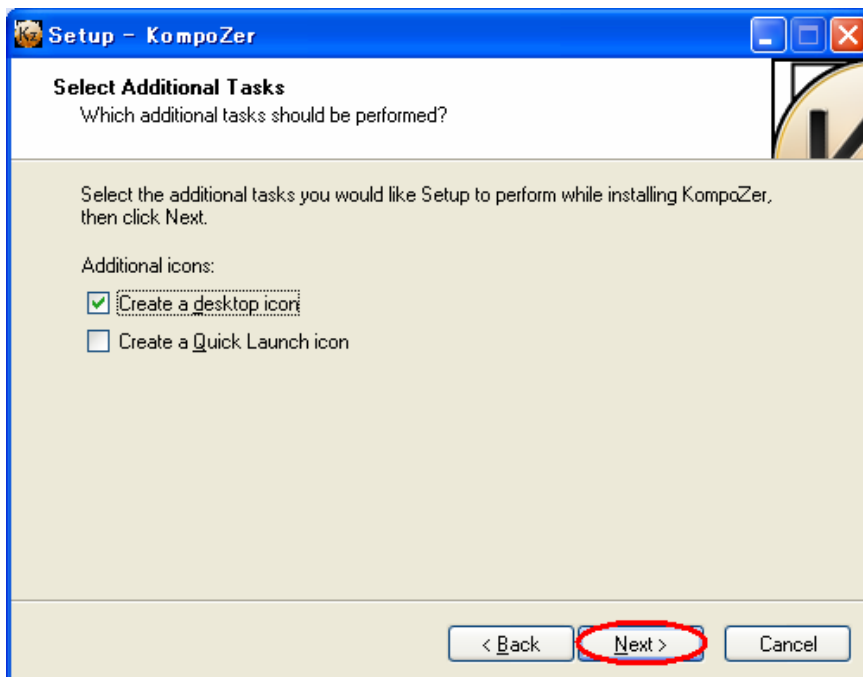 Setup - KompoZer
Select Additional Tasks
Which additional tasks should be performed?
Select the additional tasks you would like Setup to perform while installing KompoZer,
then click Next.
Additional icons:
Create a desktop icon
Create a Quick Launch icon
< Back
Next >
Cancel